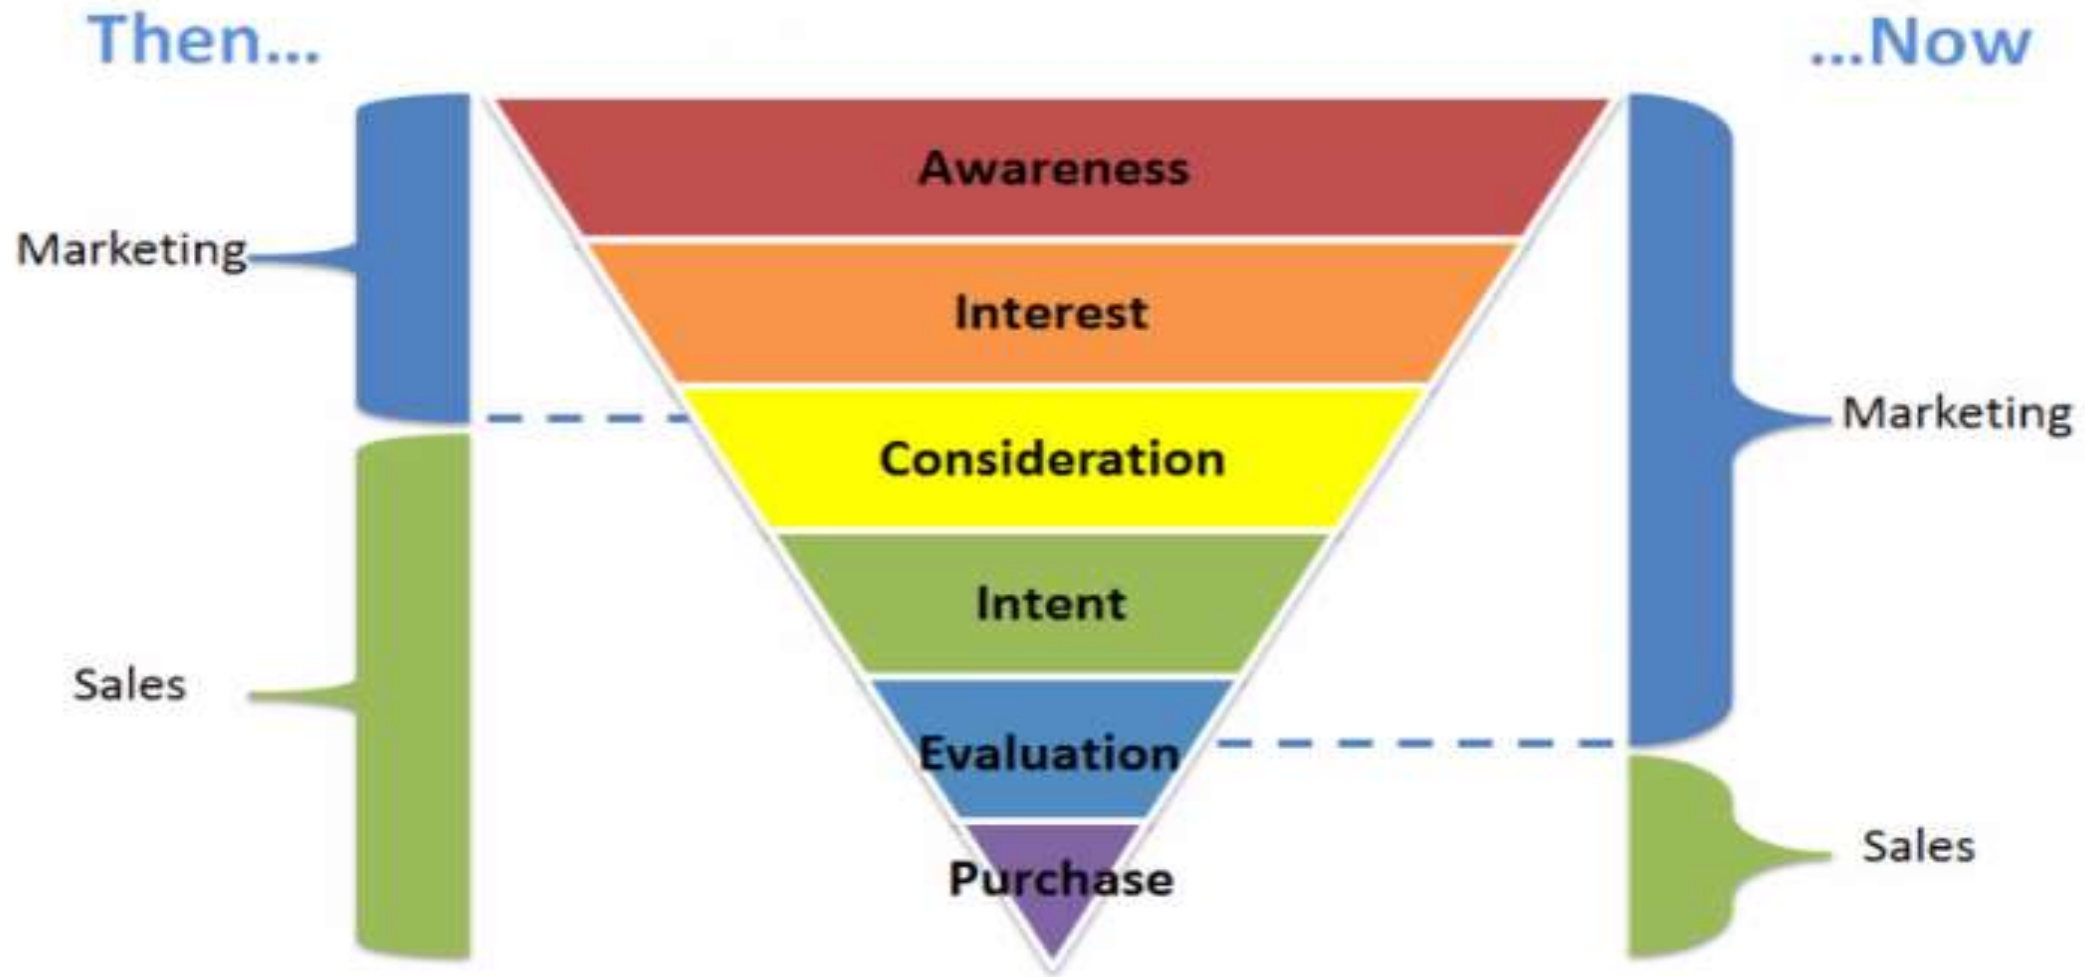 Then...
...Now
Awareness
Marketing
Interest
Marketing
Consideration
Intent
Sales
Evaluation
Sales
Purchase